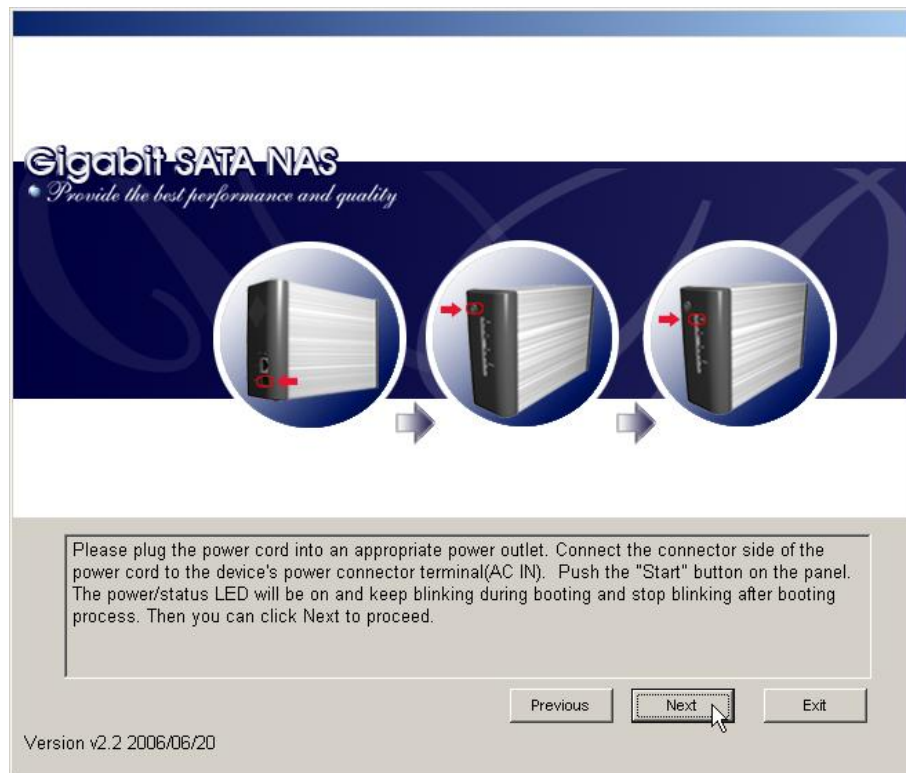 Gigabit SATA NAS
Provide the best performance and quality
Please plug the power cord into an appropriate power outlet. Connect the connector side of the
power cord to the device's power connector terminal(AC IN).  Push the "Start" button on the panel.
The power/status LED will be on and keep blinking during booting and stop blinking after booting
process. Then you can click Next to proceed.
Previous Next Exit
Version v2.2 2006/06/20